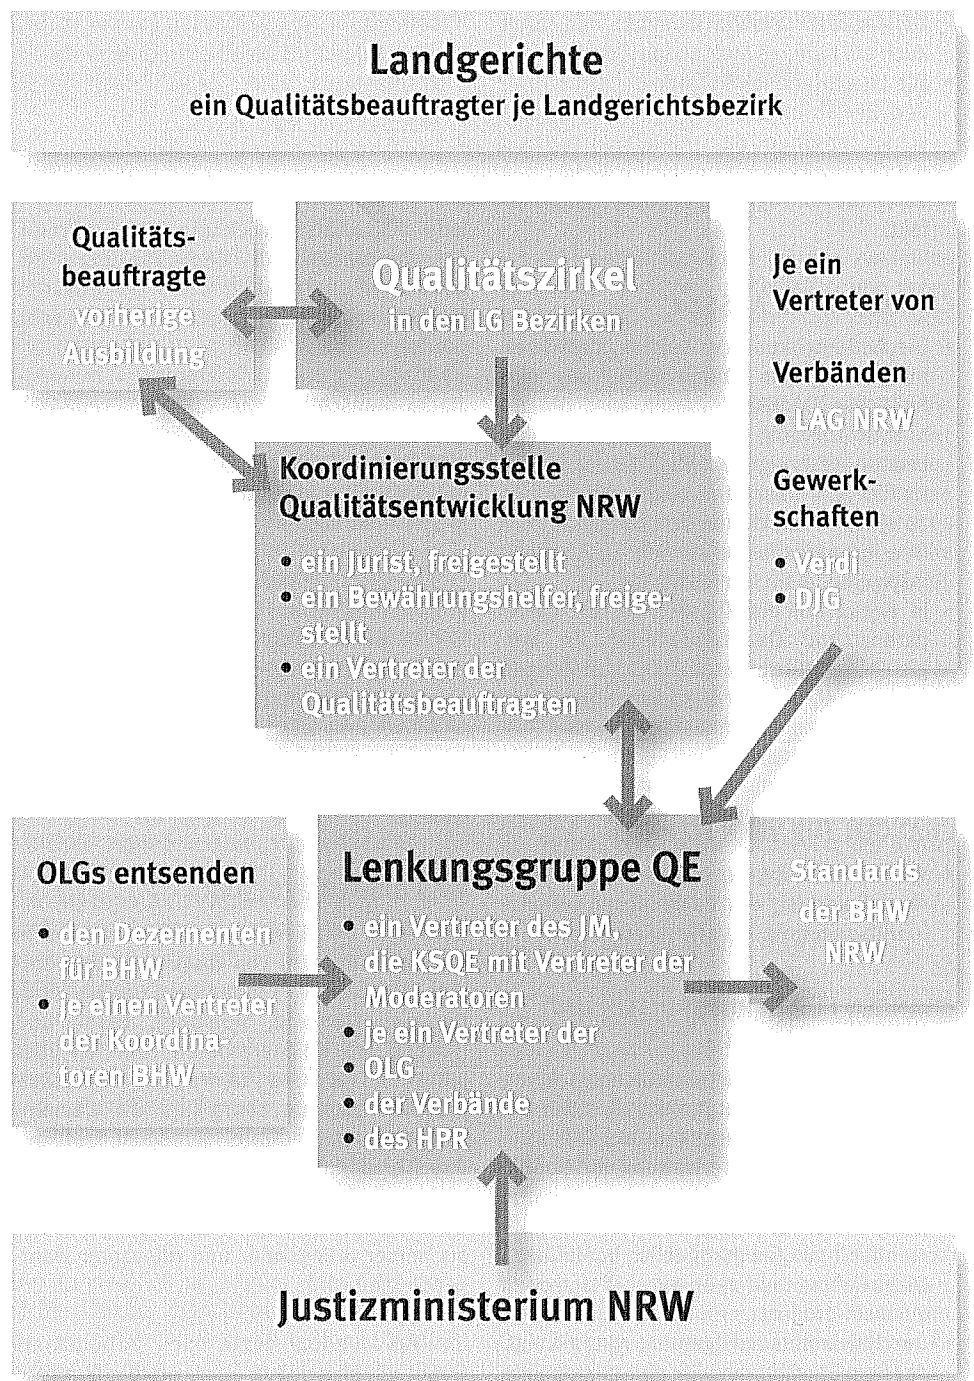 Landgerichte
ein Qualitätsbeauftragter je Landgerichtsbezirk
Qualitäts-
beauftragte
vorherige
Ausbildung
Qualitätszirkel
in den LG Bezirken
Je ein
Vertreter von
Verbänden
• LAG NRW
Gewerk-
schaften
• Verdi
• DJG
Koordinierungsstelle
Qualitätsentwicklung NRW
• ein Jurist, freigestellt
• ein Bewährungshelfer, freige-
stellt
• ein Vertreter der
Qualitätsbeauftragten
OLGs entsenden
• den Dezernenten
für BHW
• je einen Vertreter
der Koordina-
toren BHW
Lenkungsgruppe QE
• ein Vertreter des JM,
die KSQE mit Vertreter der
Moderatoren
• je ein Vertreter der
• OLG
• der Verbände
• des HPR
Standards
der BHW
NRW
Justizministerium NRW